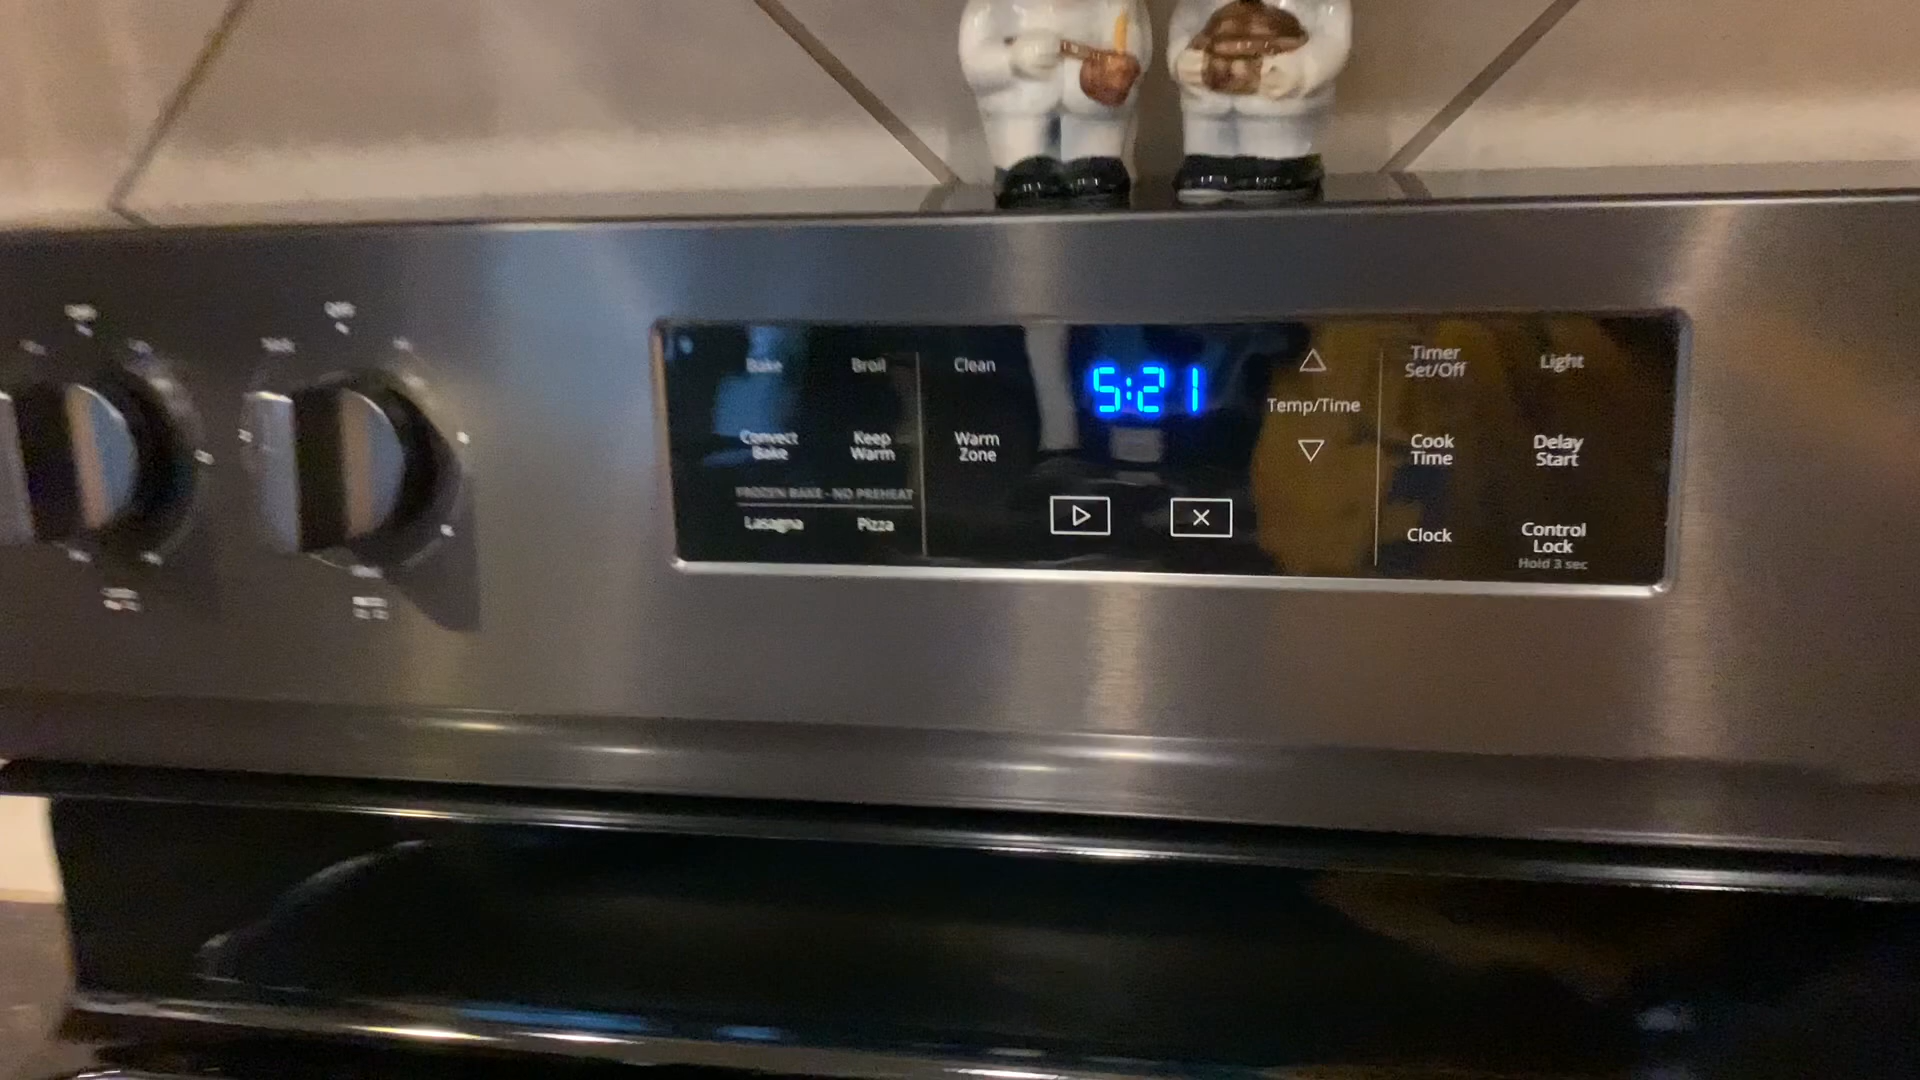 OFF
Bake
Broil
Clean
5:21
Temp/Time
Timer
Set/Off
Light
Convect
Bake
Keep
Warm
Warm
Zone
Cook
Time
Delay
Start
FROZEN BAKE - NO PREHEAT
Lasagna
Pizza
Clock
Control
Lock
Hold 3 sec